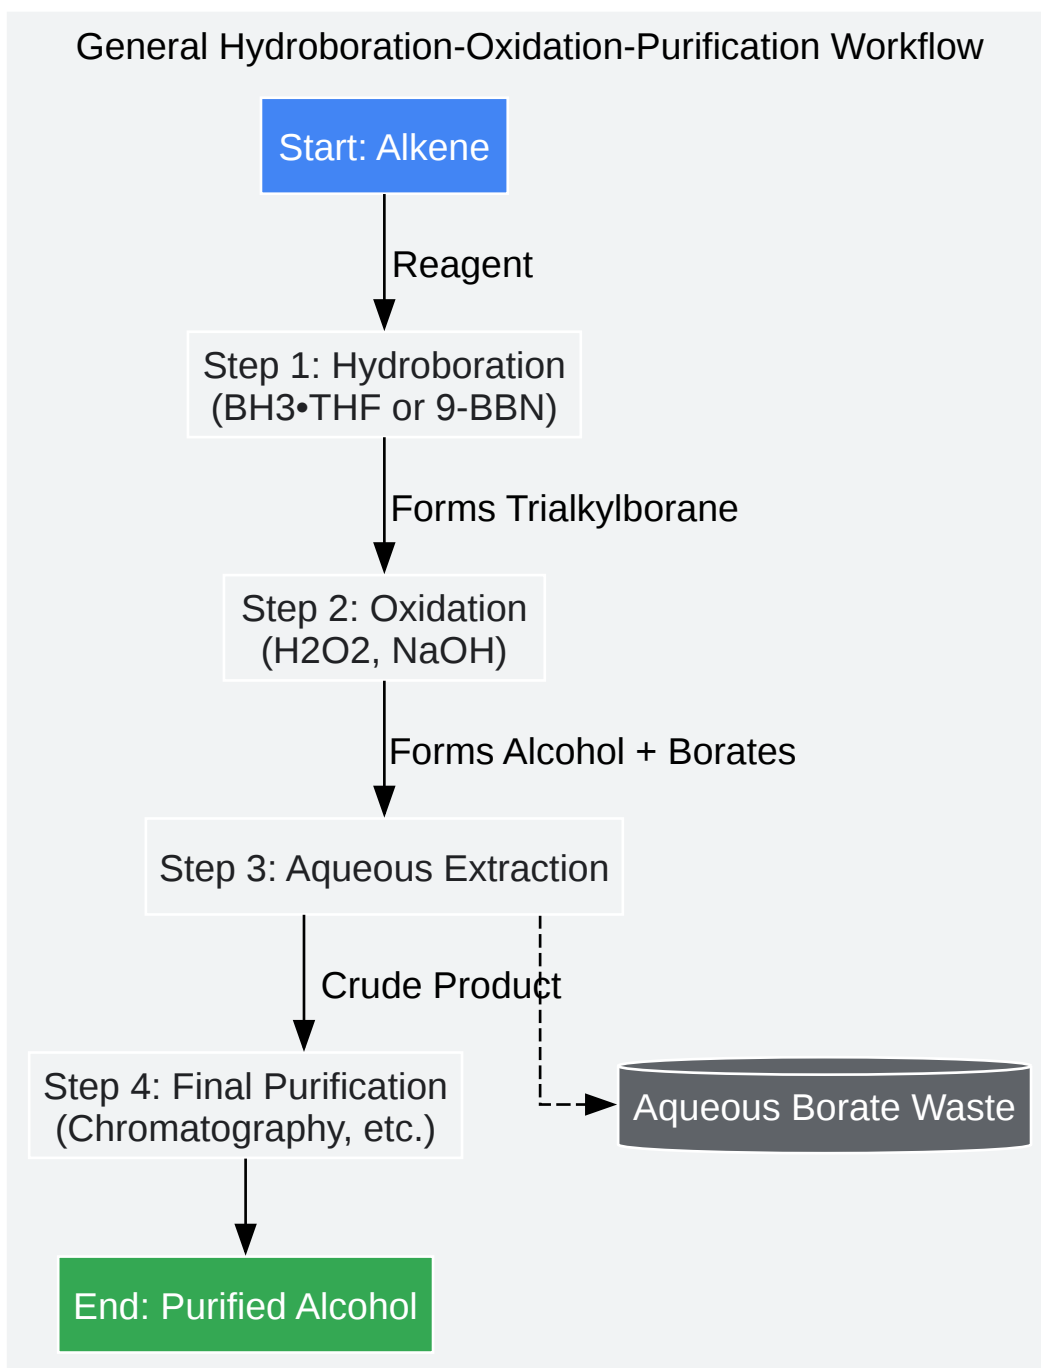 General Hydroboration-Oxidation-Purification Workflow
Start: Alkene
Reagent
Step 1: Hydroboration
(BH3•THF or 9-BBN)
Forms Trialkylborane
Step 2: Oxidation
(H2O2, NaOH)
Forms Alcohol + Borates
Step 3: Aqueous Extraction
Crude Product
Step 4: Final Purification
(Chromatography, etc.)
Aqueous Borate Waste
End: Purified Alcohol